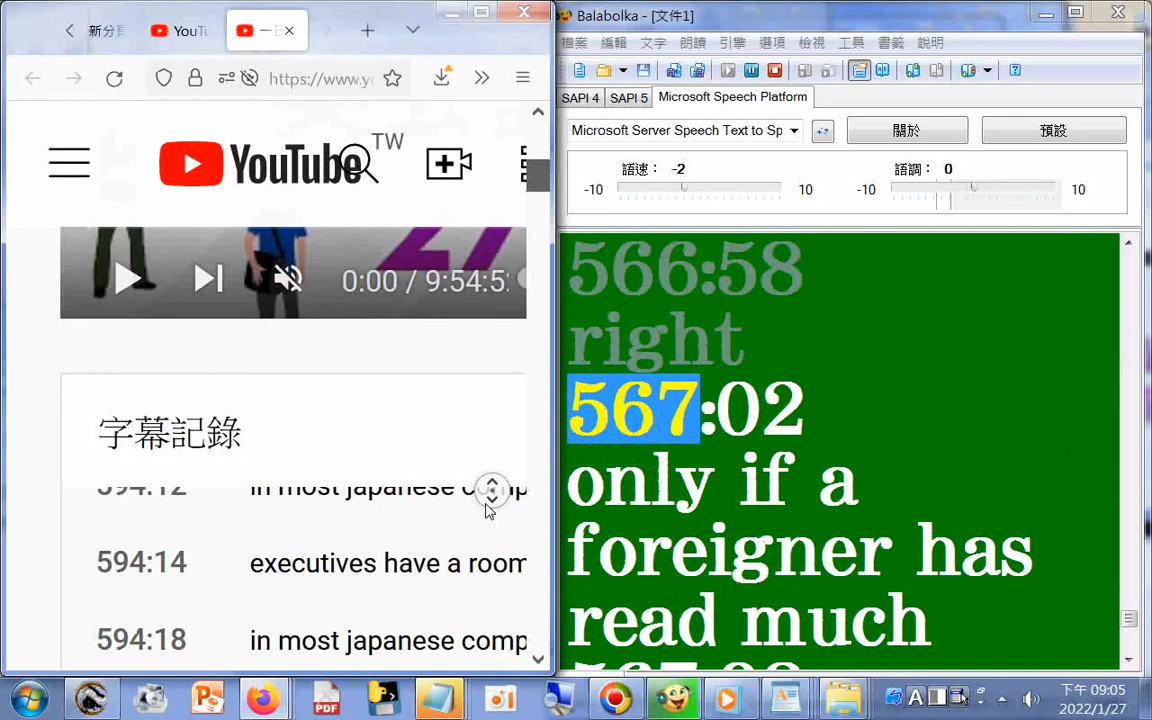 新分
YouTu
一 E
https://www.yo
YouTube TW
27
0:00 / 9:54:5
字幕記錄
594:12 in most japanese comp
594:14 executives have a room
594:18 in most japanese comp
Balabolka - [文件1]
檔案 編輯 文字 朗讀 引擎 選項 檢視 工具 書籤 說明
SAPI 4 SAPI 5 Microsoft Speech Platform
Microsoft Server Speech Text to Sp 關於 預設
語速: -2 語調: 0
-10 10 -10 10
566:58
right
567:02
only if a
foreigner has
read much
PDF
A
下午 09:05
2022/1/27